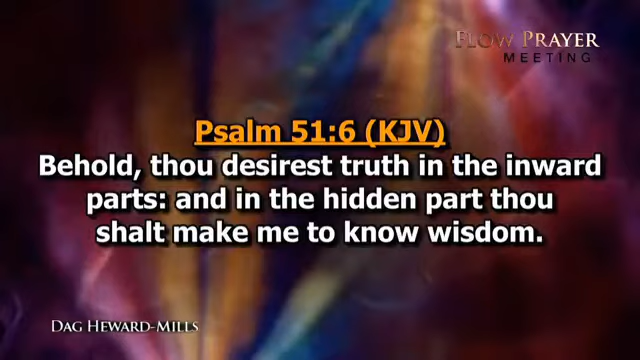 Flow Prayer
MEETING
Psalm 51:6 (KJV)
Behold, thou desirest truth in the inward
parts: and in the hidden part thou
shalt make me to know wisdom.
Dag Heward-Mills